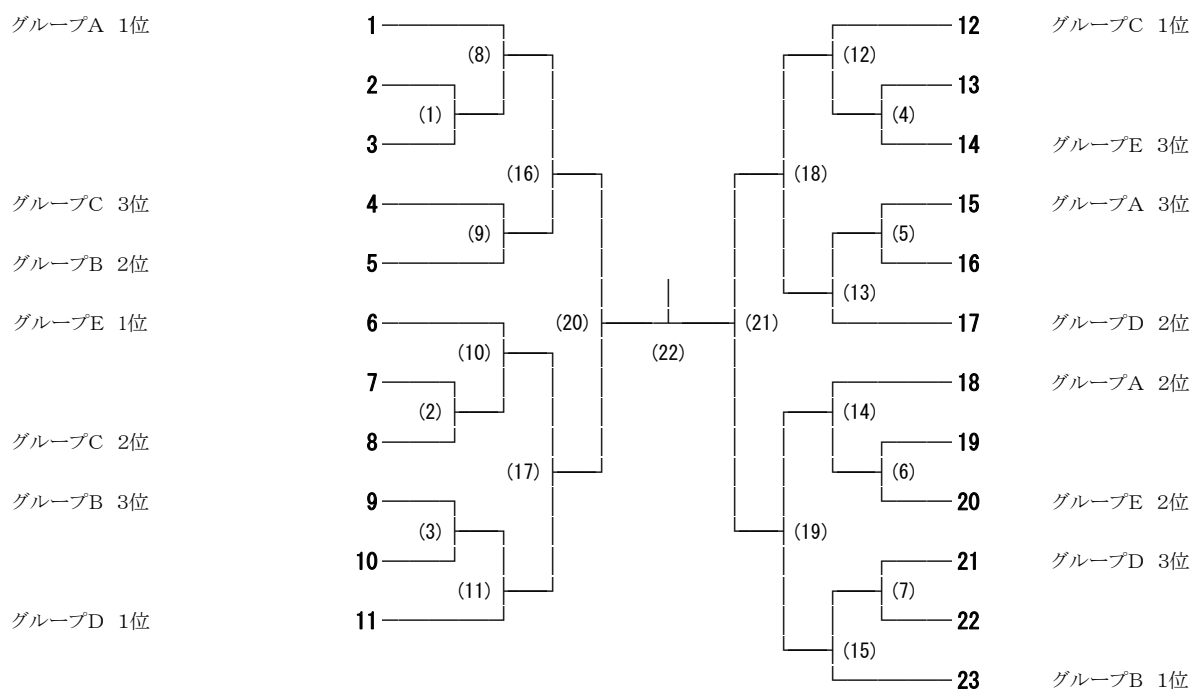 グループA 1位 1 12 グループC 1位
(8) (12)
2 13
(1) (4)
3 14 グループE 3位
(16) (18)
グループC 3位 4 15 グループA 3位
(9) (5)
グループB 2位 5 16
(13)
グループE 1位 6 (20) (21) 17 グループD 2位
(10) (22)
7 18 グループA 2位
(2) (14)
グループC 2位 8 19
(17) (6)
グループB 3位 9 20 グループE 2位
(3) (19)
10 21 グループD 3位
(11) (7)
グループD 1位 11 22
(15)
23 グループB 1位